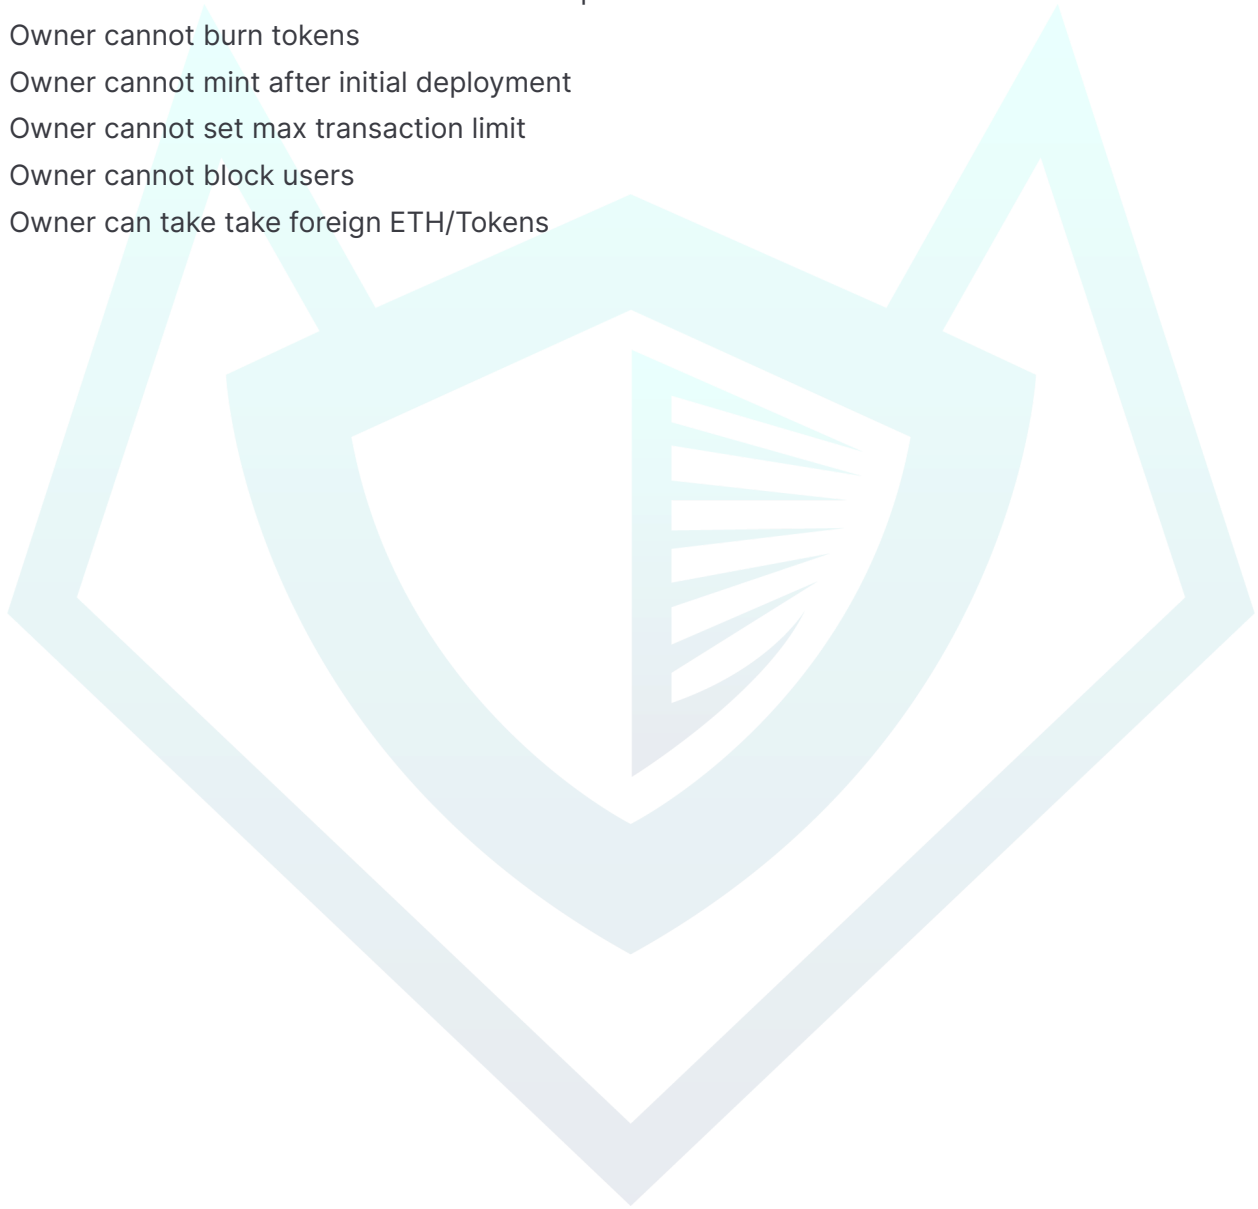 Owner cannot burn tokens
Owner cannot mint after initial deployment
Owner cannot set max transaction limit
Owner cannot block users
Owner can take take foreign ETH/Tokens